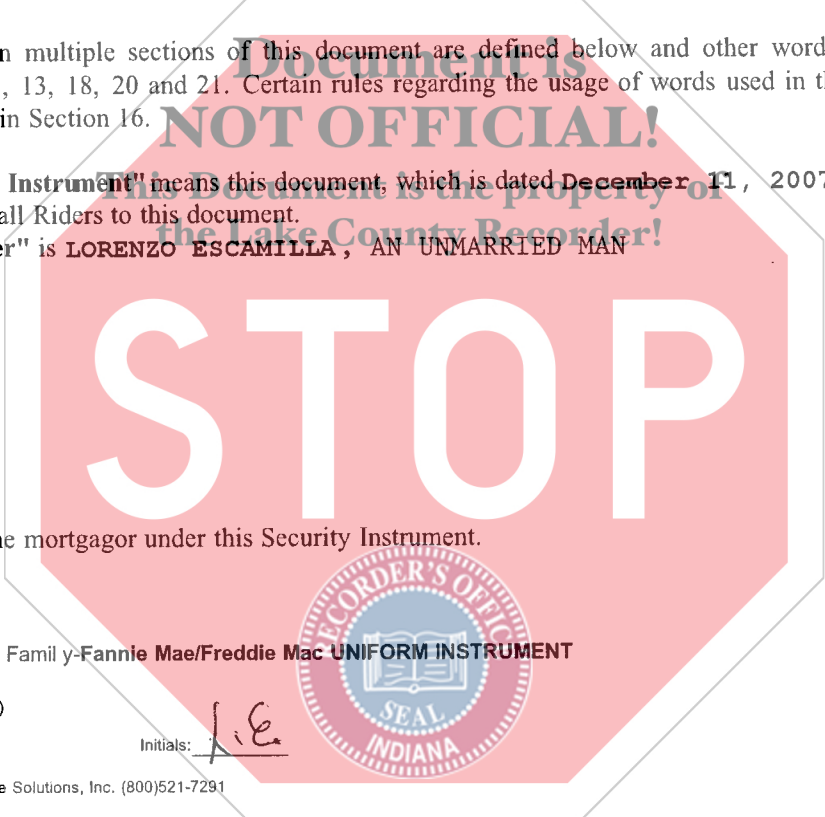 n multiple sections of this document are defined below and other word
, 13, 18, 20 and 21. Certain rules regarding the usage of words used in th
in Section 16.
Document is
NOT OFFICIAL!
This Document is the property of
the Lake County Recorder!
Instrument" means this document, which is dated December 11, 2007
all Riders to this document.
er" is LORENZO ESCAMILLA, AN UNMARRIED MAN
STOP
he mortgagor under this Security Instrument.
Famil y-Fannie Mae/Freddie Mac UNIFORM INSTRUMENT
RECORDER'S OFFIC
SEAL
INDIANA
)
Initials: L.E.
e Solutions, Inc. (800)521-7291